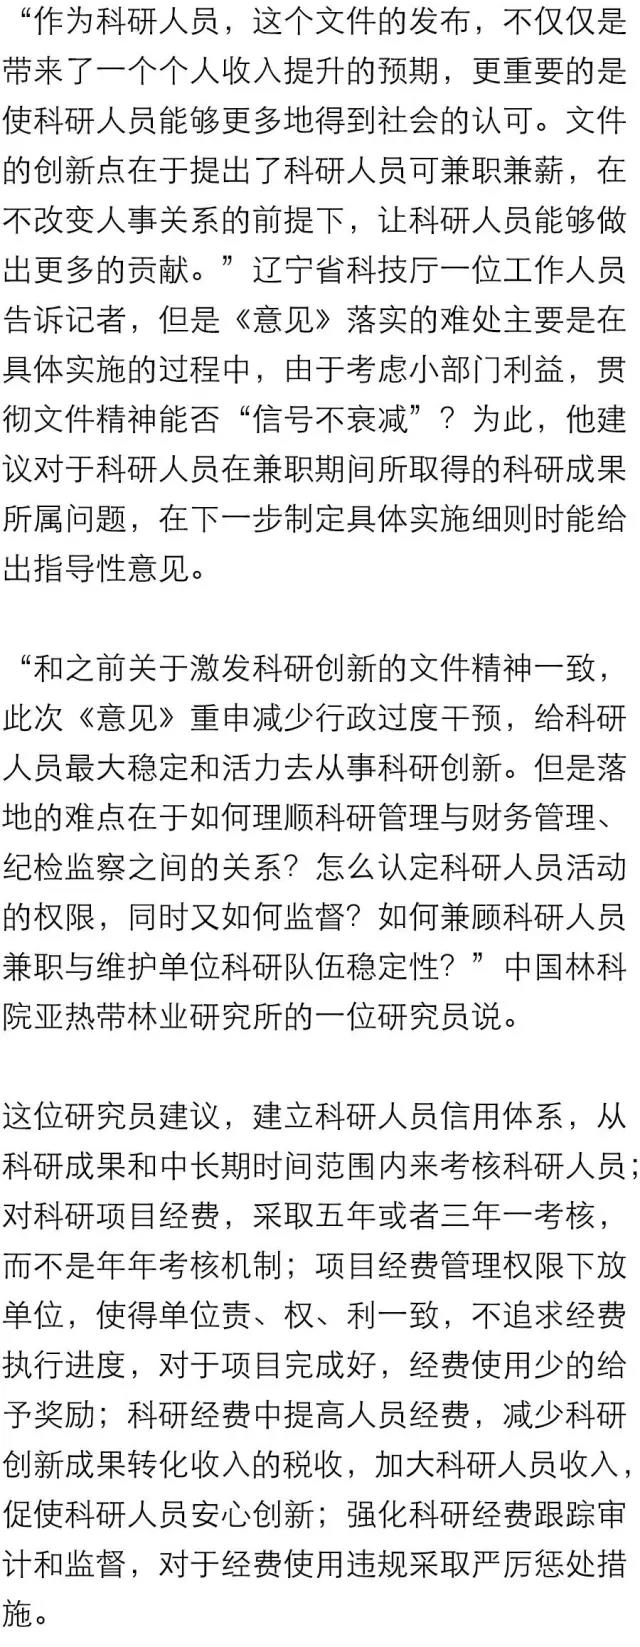 “作为科研人员，这个文件的发布，不仅仅是
带来了一个个人收入提升的预期，更重要的是
使科研人员能够更多地得到社会的认可。文件
的创新点在于提出了科研人员可兼职兼薪，在
不改变人事关系的前提下，让科研人员能够做
出更多的贡献。”辽宁省科技厅一位工作人员
告诉记者，但是《意见》落实的难处主要是在
具体实施的过程中，由于考虑小部门利益，贯
彻文件精神能否“信号不衰减”？为此，他建
议对于科研人员在兼职期间所取得的科研成果
所属问题，在下一步制定具体实施细则时能给
出指导性意见。
“和之前关于激发科研创新的文件精神一致，
此次《意见》重申减少行政过度干预，给科研
人员最大稳定和活力去从事科研创新。但是落
地的难点在于如何理顺科研管理与财务管理、
纪检监察之间的关系？怎么认定科研人员活动
的权限，同时又如何监督？如何兼顾科研人员
兼职与维护单位科研队伍稳定性？”中国林科
院亚热带林业研究所的一位研究员说。
这位研究员建议，建立科研人员信用体系，从
科研成果和中长期时间范围内来考核科研人员；
对科研项目经费，采取五年或者三年一考核，
而不是年年考核机制；项目经费管理权限下放
单位，使得单位责、权、利一致，不追求经费
执行进度，对于项目完成好，经费使用少的给
予奖励；科研经费中提高人员经费，减少科研
创新成果转化收入的税收，加大科研人员收入，
促使科研人员安心创新；强化科研经费跟踪审
计和监督，对于经费使用违规采取严厉惩处措
施。